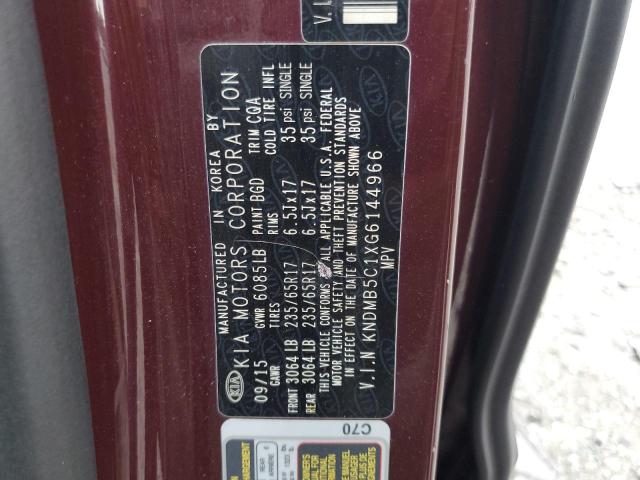 MANUFACTURED IN KOREA BY
KIA KIA MOTORS CORPORATION
09/15 GVWR 6085LB PAINT BGD TRIM CQA
GAWR TIRES RIMS COLD TIRE INFL
FRONT 3064 LB 235/65R17 6.5Jx17 35 psi SINGLE
REAR 3064 LB 235/65R17 6.5Jx17 35 psi SINGLE
THIS VEHICLE CONFORMS TO ALL APPLICABLE U.S.A. FEDERAL
MOTOR VEHICLE SAFETY AND THEFT PREVENTION STANDARDS
IN EFFECT ON THE DATE OF MANUFACTURE SHOWN ABOVE
V.I.N KNDMB5C1XG6144966
MPV
C70
V.I.
REAR